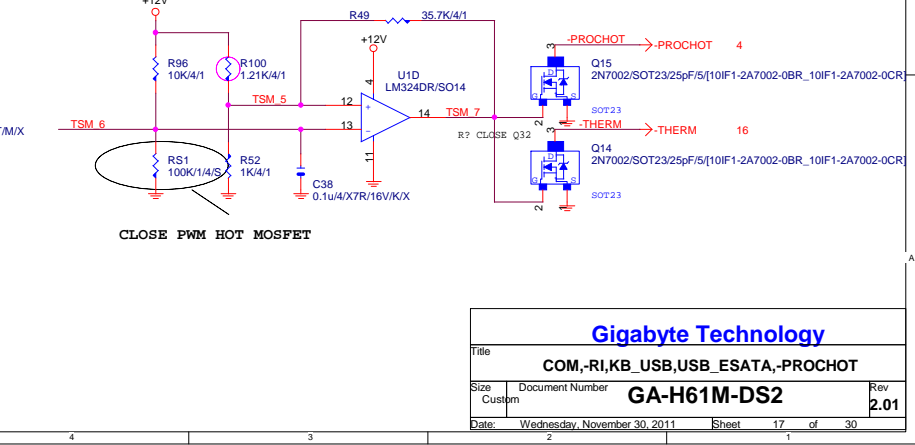 +12V
R49
35.7K/4/1
+12V
R96
10K/4/1
R100
1.21K/4/1
TSM_5
TSM_6
T/M/X
RS1
100K/1/4/S
R52
1K/4/1
C38
0.1u/4/X7R/16V/K/X
U1D
LM324DR/SO14
4
12
+
13
-
14
11
TSM_7
R? CLOSE Q32
-PROCHOT
-PROCHOT
4
3
Q15
2N7002/SOT23/25pF/5/[10IF1-2A7002-0BR_10IF1-2A7002-0CR]
D
G
S
SOT23
2
1
-THERM
-THERM
16
3
Q14
2N7002/SOT23/25pF/5/[10IF1-2A7002-0BR_10IF1-2A7002-0CR]
D
G
S
SOT23
2
1
CLOSE PWM HOT MOSFET
A
Gigabyte Technology
Title
COM,-RI,KB_USB,USB_ESATA,-PROCHOT
Size
Custom
Document Number
GA-H61M-DS2
Rev
2.01
Date:
Wednesday, November 30, 2011
Sheet
17 of 30
4
3
2
1